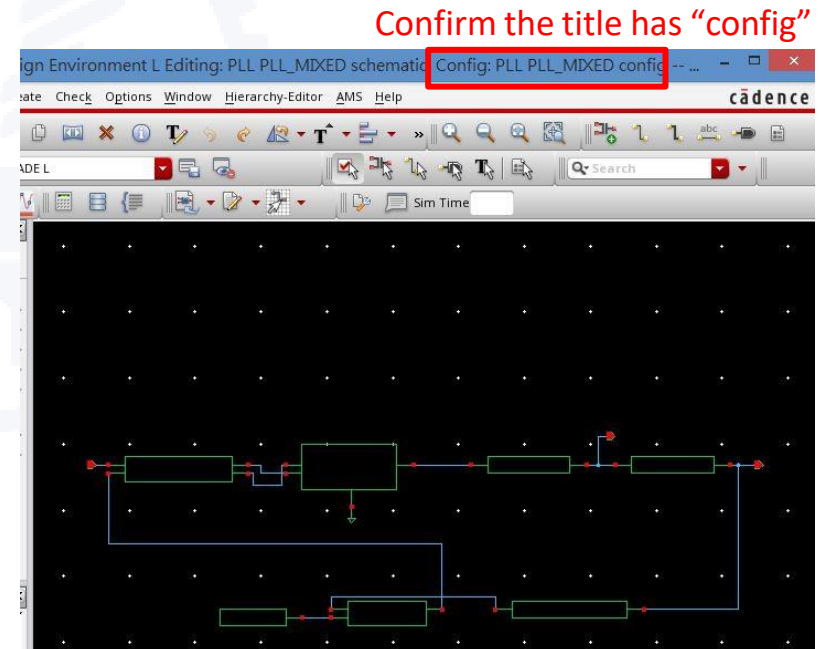 Confirm the title has “config”
ign Environment L Editing: PLL PLL_MIXED schematic Config: PLL PLL_MIXED config -- ...
eate Check Options Window Hierarchy-Editor AMS Help
cādence
abc
ADE L
Search
Sim Time